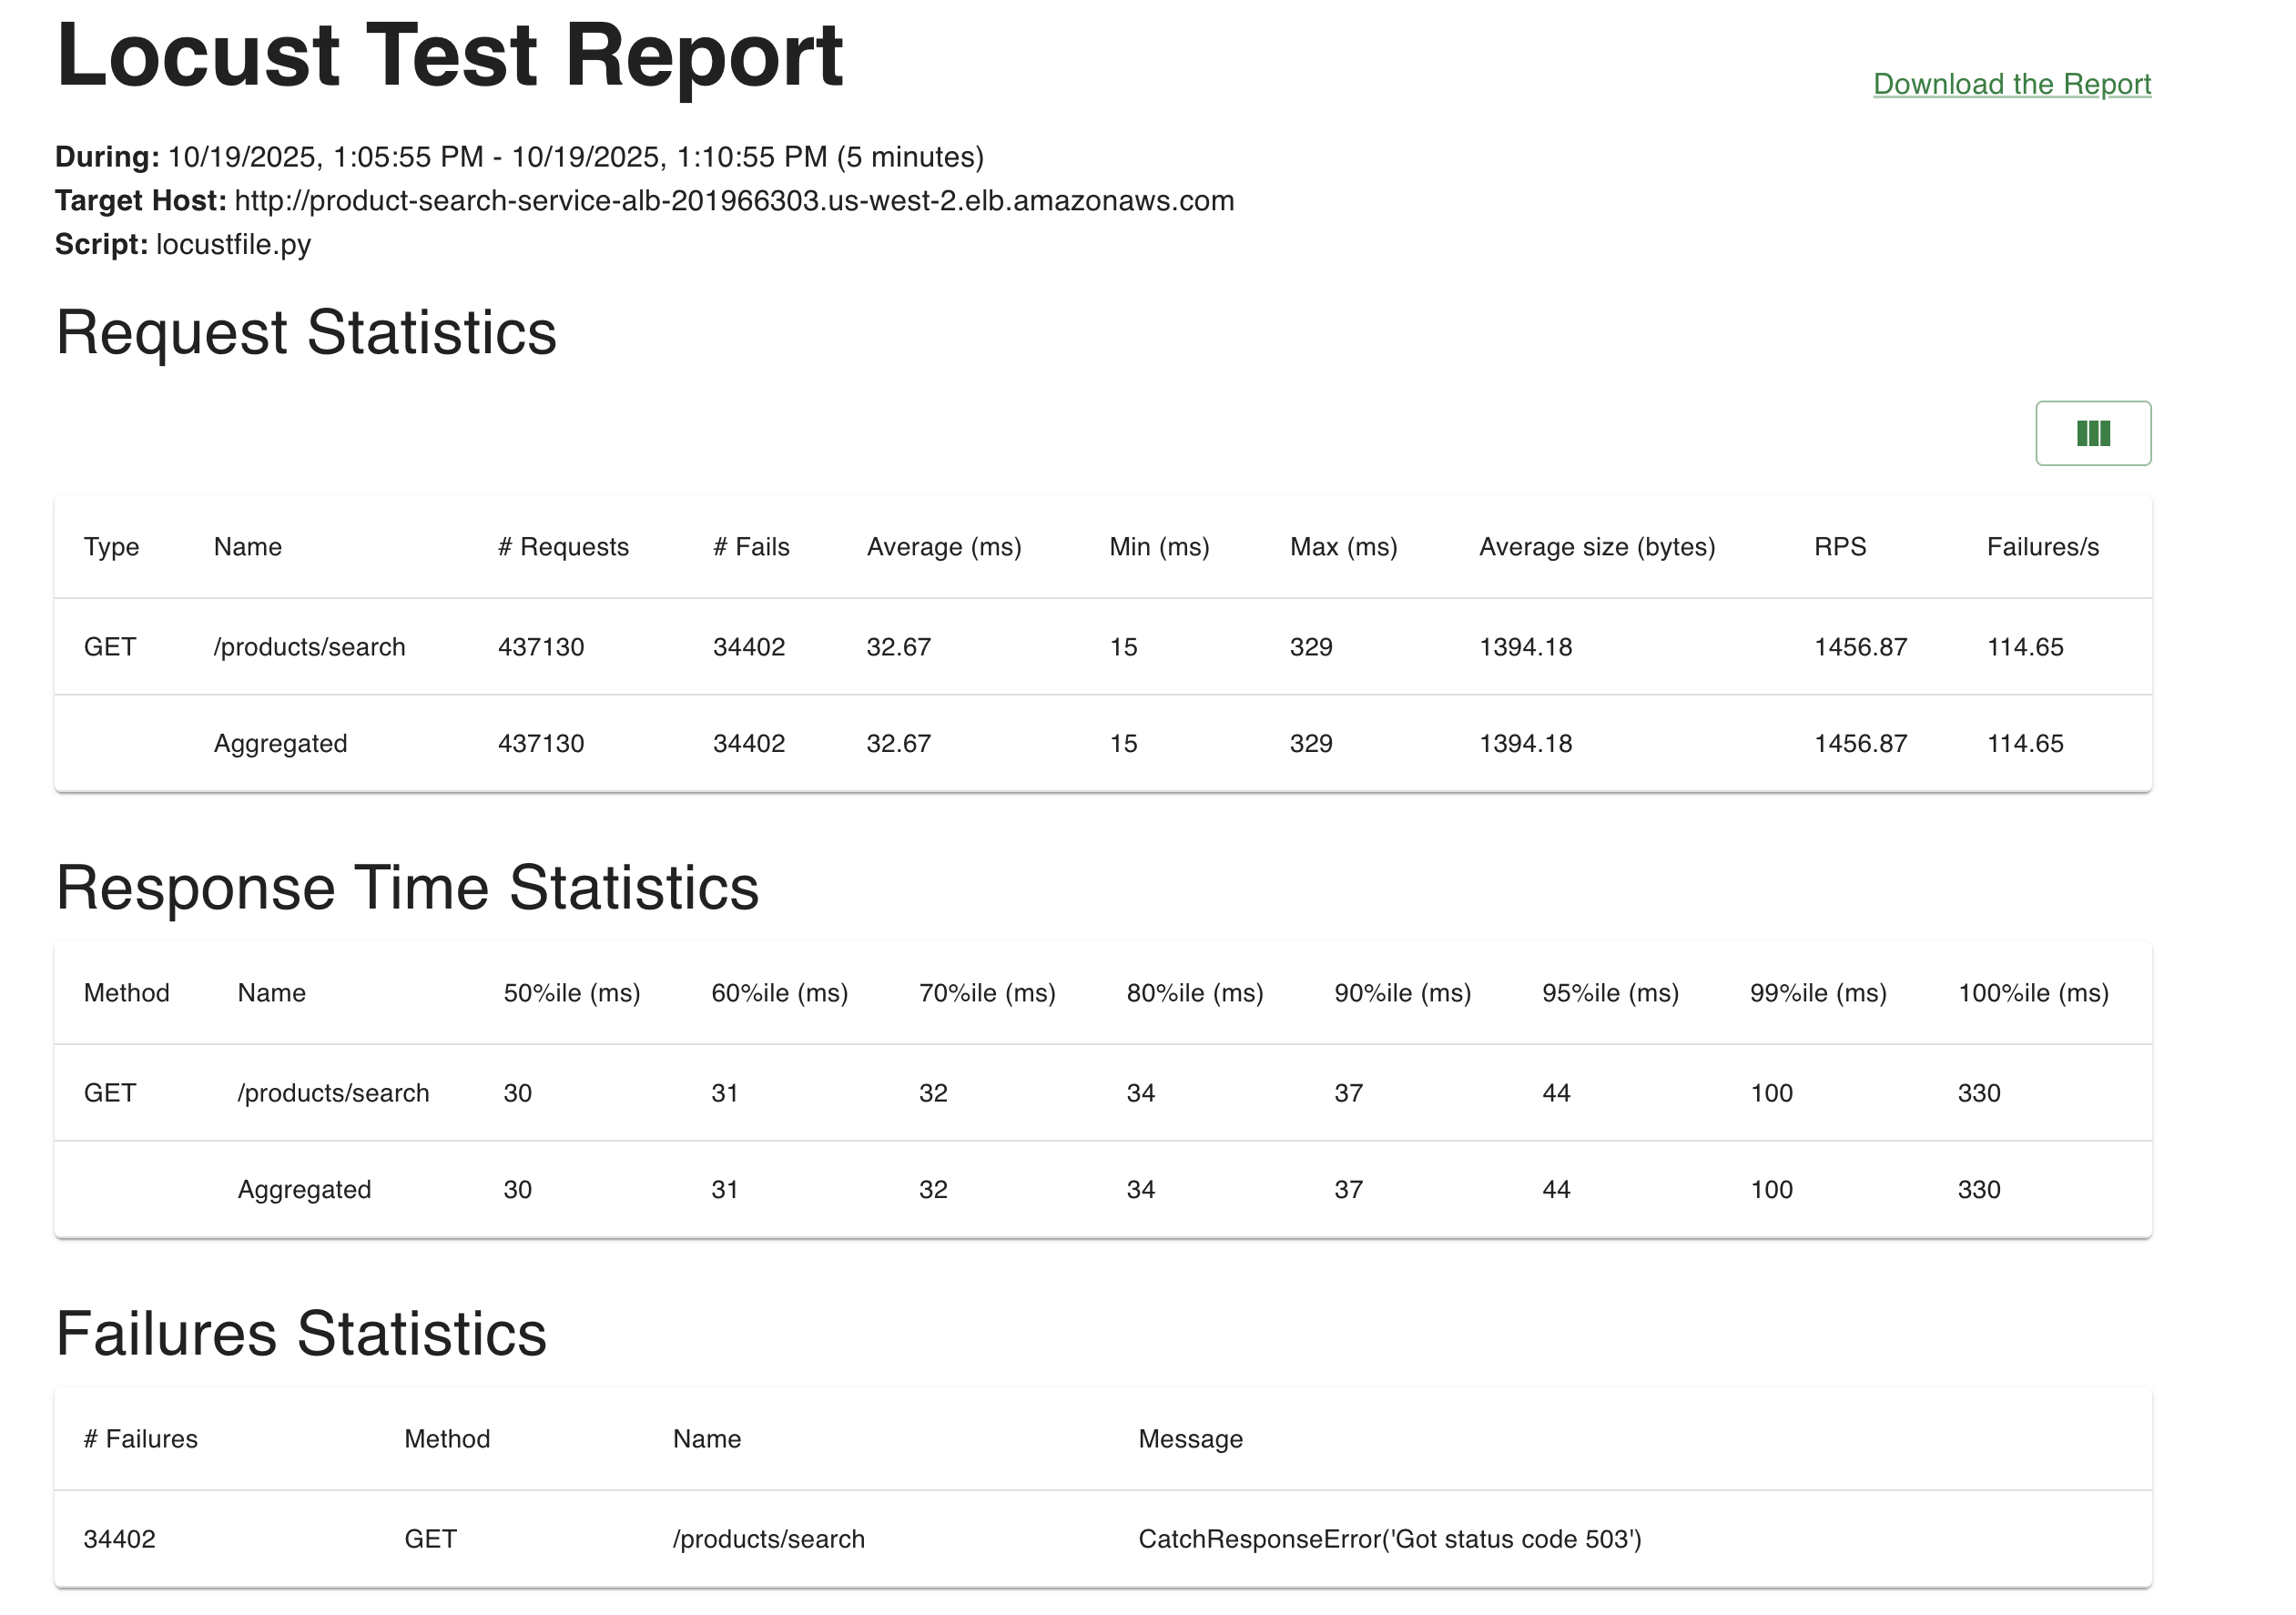 Locust Test Report
Download the Report
During: 10/19/2025, 1:05:55 PM - 10/19/2025, 1:10:55 PM (5 minutes)
Target Host: http://product-search-service-alb-201966303.us-west-2.elb.amazonaws.com
Script: locustfile.py
Request Statistics
Type Name # Requests # Fails Average (ms) Min (ms) Max (ms) Average size (bytes) RPS Failures/s
GET /products/search 437130 34402 32.67 15 329 1394.18 1456.87 114.65
Aggregated 437130 34402 32.67 15 329 1394.18 1456.87 114.65
Response Time Statistics
Method Name 50%ile (ms) 60%ile (ms) 70%ile (ms) 80%ile (ms) 90%ile (ms) 95%ile (ms) 99%ile (ms) 100%ile (ms)
GET /products/search 30 31 32 34 37 44 100 330
Aggregated 30 31 32 34 37 44 100 330
Failures Statistics
# Failures Method Name Message
34402 GET /products/search CatchResponseError('Got status code 503')